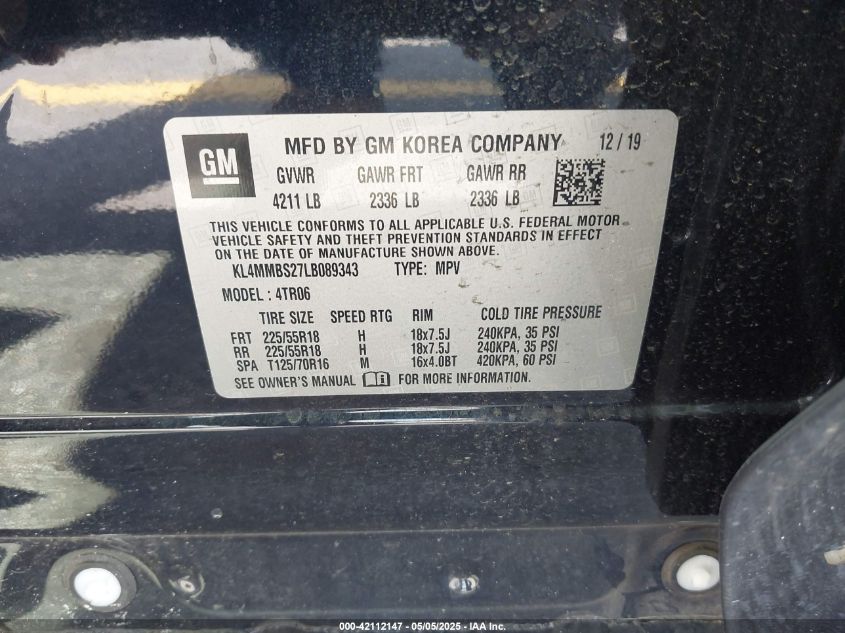 GM
MFD BY GM KOREA COMPANY 12 / 19
GVWR GAWR FRT GAWR RR
4211 LB 2336 LB 2336 LB
THIS VEHICLE CONFORMS TO ALL APPLICABLE U.S. FEDERAL MOTOR
VEHICLE SAFETY AND THEFT PREVENTION STANDARDS IN EFFECT
ON THE DATE OF MANUFACTURE SHOWN ABOVE.
KL4MMBS27LB089343 TYPE: MPV
MODEL : 4TR06
TIRE SIZE SPEED RTG RIM COLD TIRE PRESSURE
FRT 225/55R18 H 18x7.5J 240KPA, 35 PSI
RR 225/55R18 H 18x7.5J 240KPA, 35 PSI
SPA T125/70R16 M 16x4.0BT 420KPA, 60 PSI
SEE OWNER'S MANUAL FOR MORE INFORMATION.
000-42112147 - 05/05/2025 - IAA Inc.